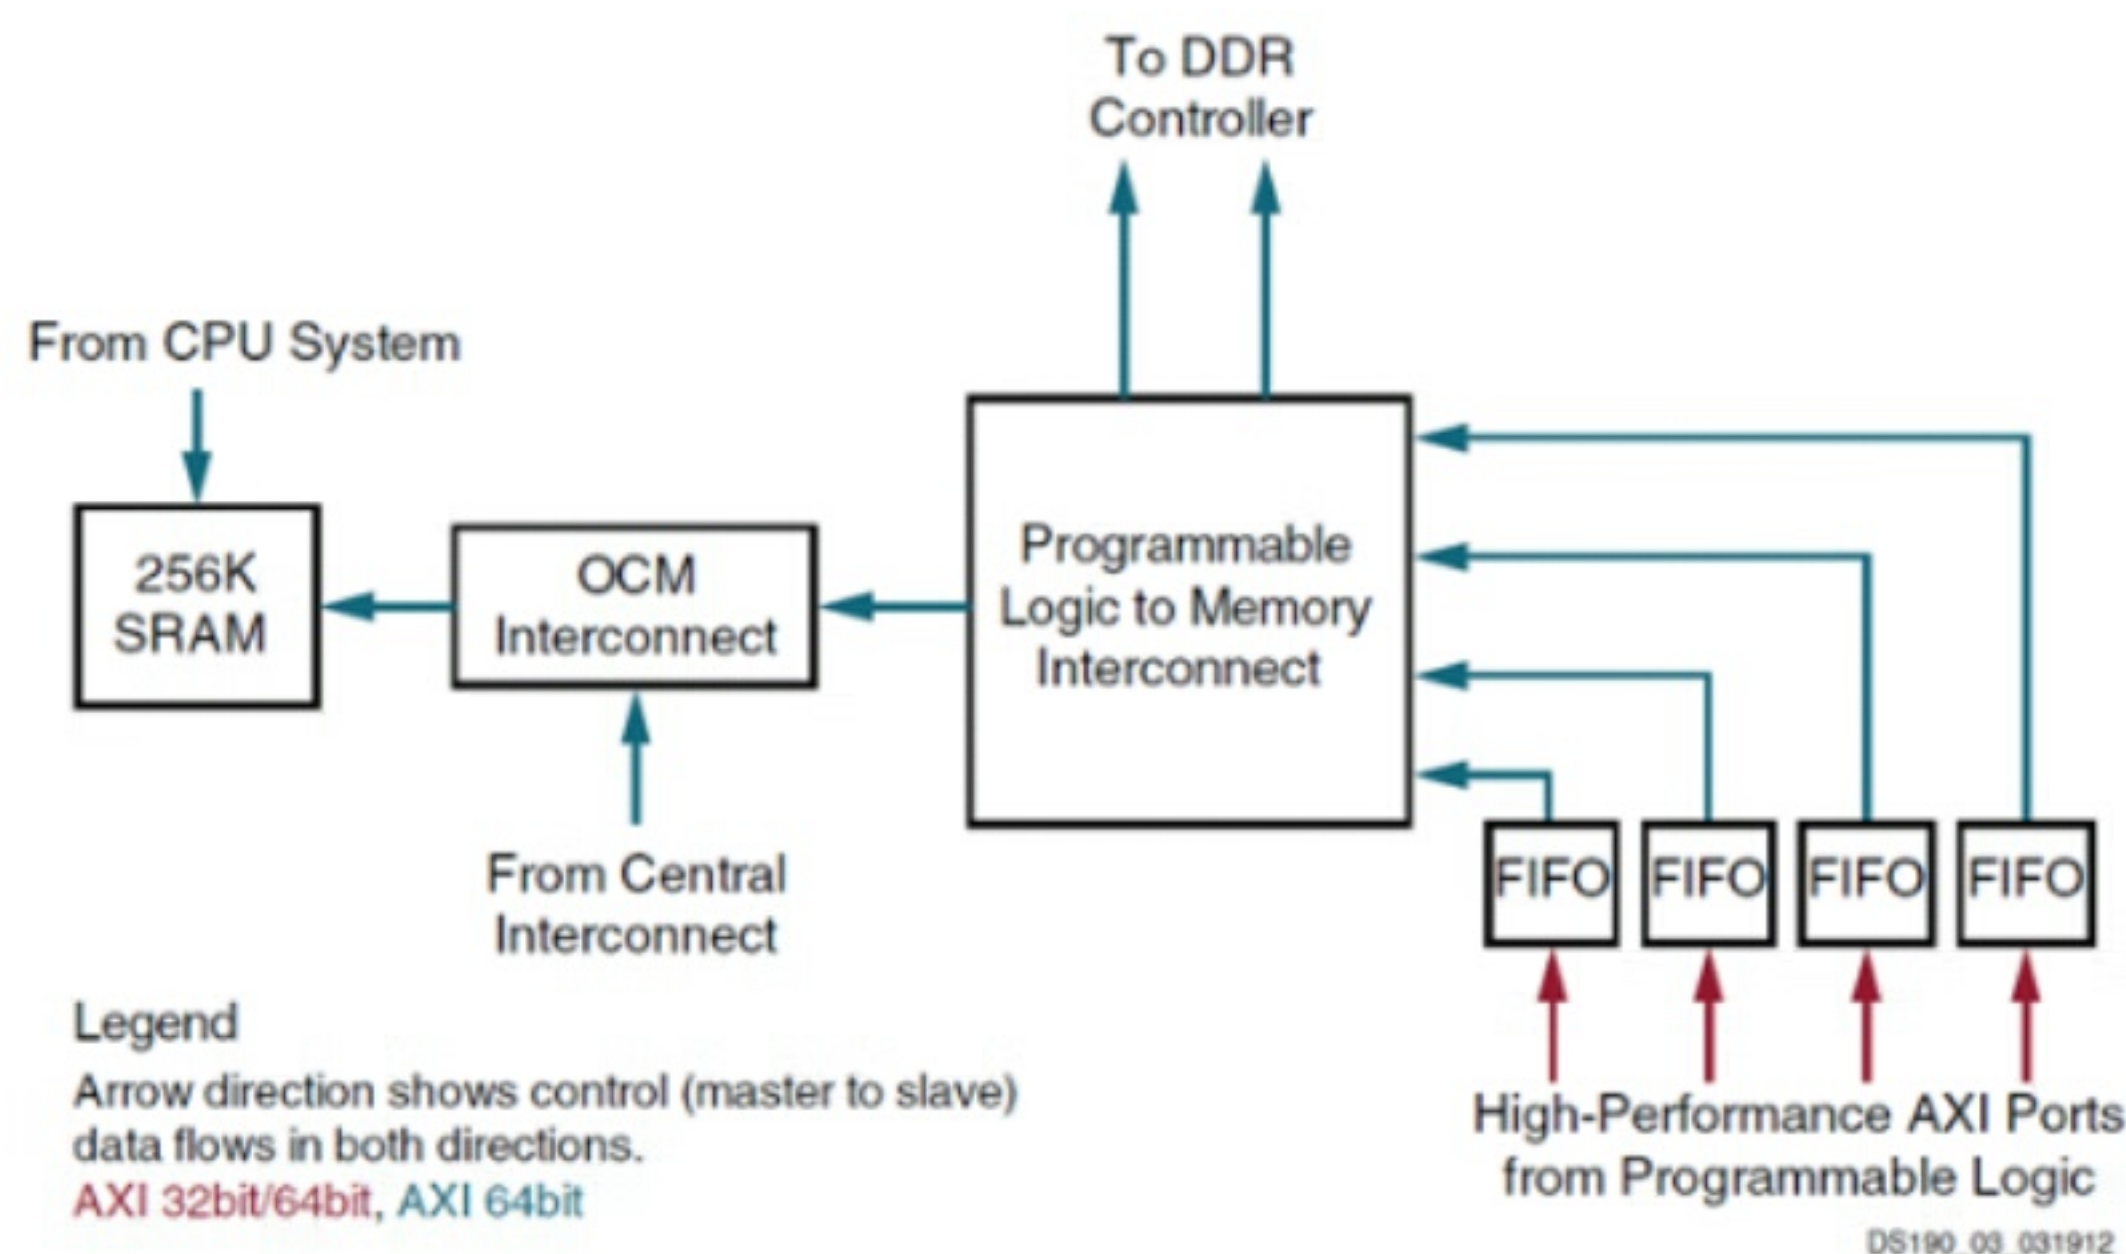 To DDR
Controller
From CPU System
256K
SRAM
OCM
Interconnect
Programmable
Logic to Memory
Interconnect
From Central
Interconnect
FIFO
FIFO
FIFO
FIFO
High-Performance AXI Ports
from Programmable Logic
Legend
Arrow direction shows control (master to slave)
data flows in both directions.
AXI 32bit/64bit, AXI 64bit
DS190_03_031912